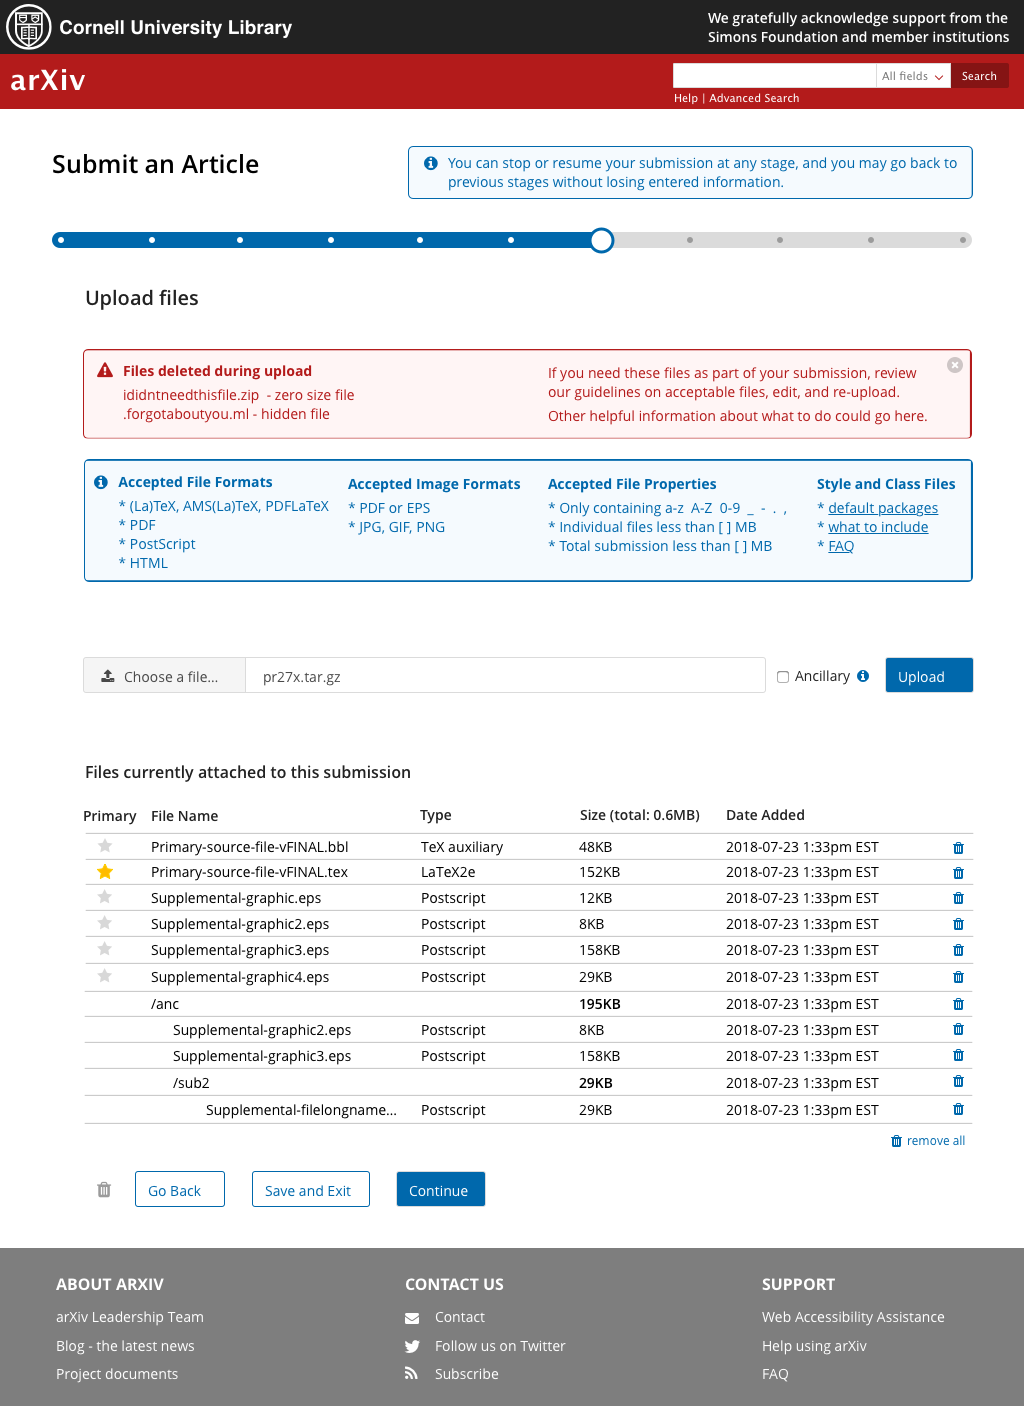 Cornell University Library
We gratefully acknowledge support from the
Simons Foundation and member institutions
arXiv
All fields
Search
Help | Advanced Search
Submit an Article
You can stop or resume your submission at any stage, and you may go back to
previous stages without losing entered information.
Upload files
Files deleted during upload
ididntneedthisfile.zip - zero size file
.forgotaboutyou.ml - hidden file
If you need these files as part of your submission, review
our guidelines on acceptable files, edit, and re-upload.
Other helpful information about what to do could go here.
Accepted File Formats
* (La)TeX, AMS(La)TeX, PDFLaTeX
* PDF
* PostScript
* HTML
Accepted Image Formats
* PDF or EPS
* JPG, GIF, PNG
Accepted File Properties
* Only containing a-z A-Z 0-9 _ - . ,
* Individual files less than [ ] MB
* Total submission less than [ ] MB
Style and Class Files
* default packages
* what to include
* FAQ
Choose a file...
pr27x.tar.gz
Ancillary
Upload
Files currently attached to this submission
Primary File Name Type Size (total: 0.6MB) Date Added
Primary-source-file-vFINAL.bbl TeX auxiliary 48KB 2018-07-23 1:33pm EST
Primary-source-file-vFINAL.tex LaTeX2e 152KB 2018-07-23 1:33pm EST
Supplemental-graphic.eps Postscript 12KB 2018-07-23 1:33pm EST
Supplemental-graphic2.eps Postscript 8KB 2018-07-23 1:33pm EST
Supplemental-graphic3.eps Postscript 158KB 2018-07-23 1:33pm EST
Supplemental-graphic4.eps Postscript 29KB 2018-07-23 1:33pm EST
/anc 195KB 2018-07-23 1:33pm EST
Supplemental-graphic2.eps Postscript 8KB 2018-07-23 1:33pm EST
Supplemental-graphic3.eps Postscript 158KB 2018-07-23 1:33pm EST
/sub2 29KB 2018-07-23 1:33pm EST
Supplemental-filelongname... Postscript 29KB 2018-07-23 1:33pm EST
remove all
Go Back
Save and Exit
Continue
ABOUT ARXIV
arXiv Leadership Team
Blog - the latest news
Project documents
CONTACT US
Contact
Follow us on Twitter
Subscribe
SUPPORT
Web Accessibility Assistance
Help using arXiv
FAQ